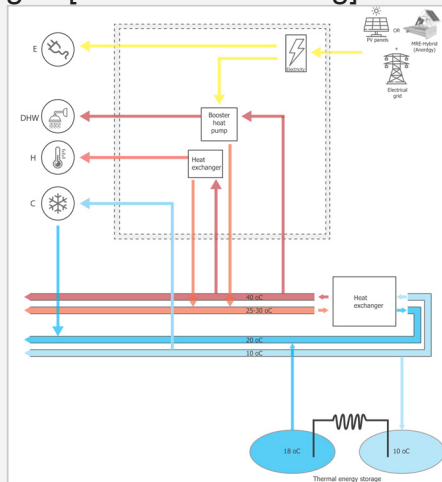 E
Electricity
PV panels
OR
MRE-Hybrid
(Anergy)
+
Electrical
grid
DHW
Booster
heat
pump
H
Heat
exchanger
C
40 oC
25-30 oC
Heat
exchanger
20 oC
10 oC
18 oC
10 oC
Thermal energy storage